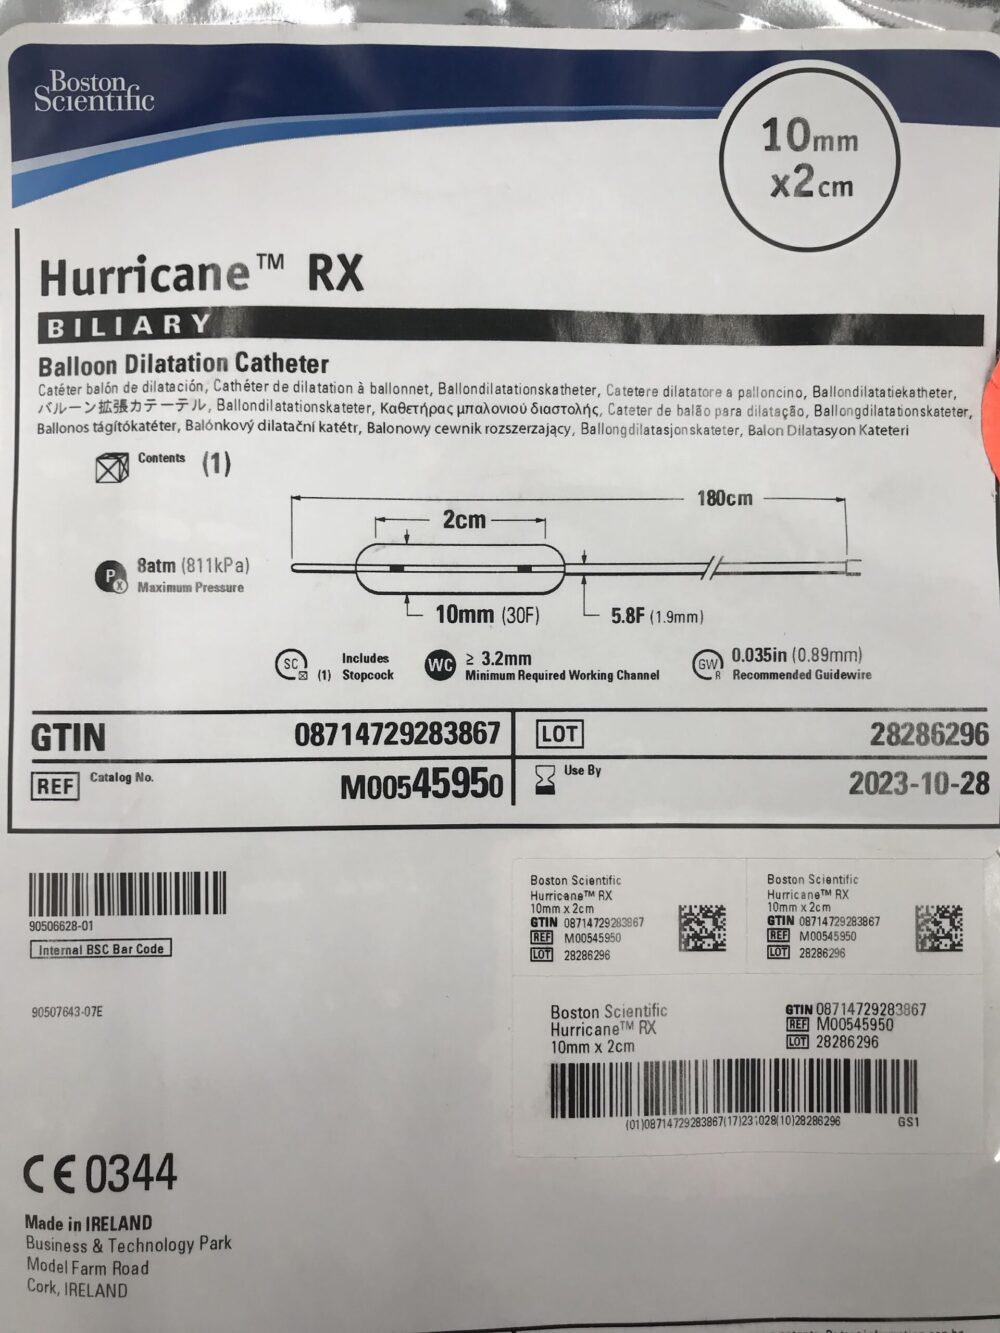 Boston
Scientific
10mm
x2cm
Hurricane™ RX
BILIARY
Balloon Dilatation Catheter
Catéter balón de dilatación, Cathéter de dilatation à ballonnet, Ballondilatationskatheter, Catetere dilatatore a palloncino, Ballondilatatiekatheter,
バルーン拡張カテーテル, Ballondilatationskateter, Καθετήρας μπαλονιού διαστολής, Cateter de balão para dilatação, Ballongdilatationskateter,
Ballonos tágítókatéter, Balónkový dilatační katétr, Balonowy cewnik rozszerzający, Ballongdilatasjonskateter, Balon Dilatasyon Kateteri
Contents (1)
180cm
2cm
P X 8atm (811kPa)
Maximum Pressure
10mm (30F)
5.8F (1.9mm)
SC (1) Includes
Stopcock
WC ≥ 3.2mm
Minimum Required Working Channel
GW R 0.035in (0.89mm)
Recommended Guidewire
GTIN 08714729283867
LOT 28286296
REF Catalog No. M00545950
Use By 2023-10-28
90506628-01
Internal BSC Bar Code
90507643-07E
Boston Scientific
Hurricane™ RX
10mm x 2cm
GTIN 08714729283867
REF M00545950
LOT 28286296
Boston Scientific
Hurricane™ RX
10mm x 2cm
GTIN 08714729283867
REF M00545950
LOT 28286296
Boston Scientific
Hurricane™ RX
10mm x 2cm
GTIN 08714729283867
REF M00545950
LOT 28286296
(01)08714729283867(17)231028(10)28286296
GS1
CE 0344
Made in IRELAND
Business & Technology Park
Model Farm Road
Cork, IRELAND